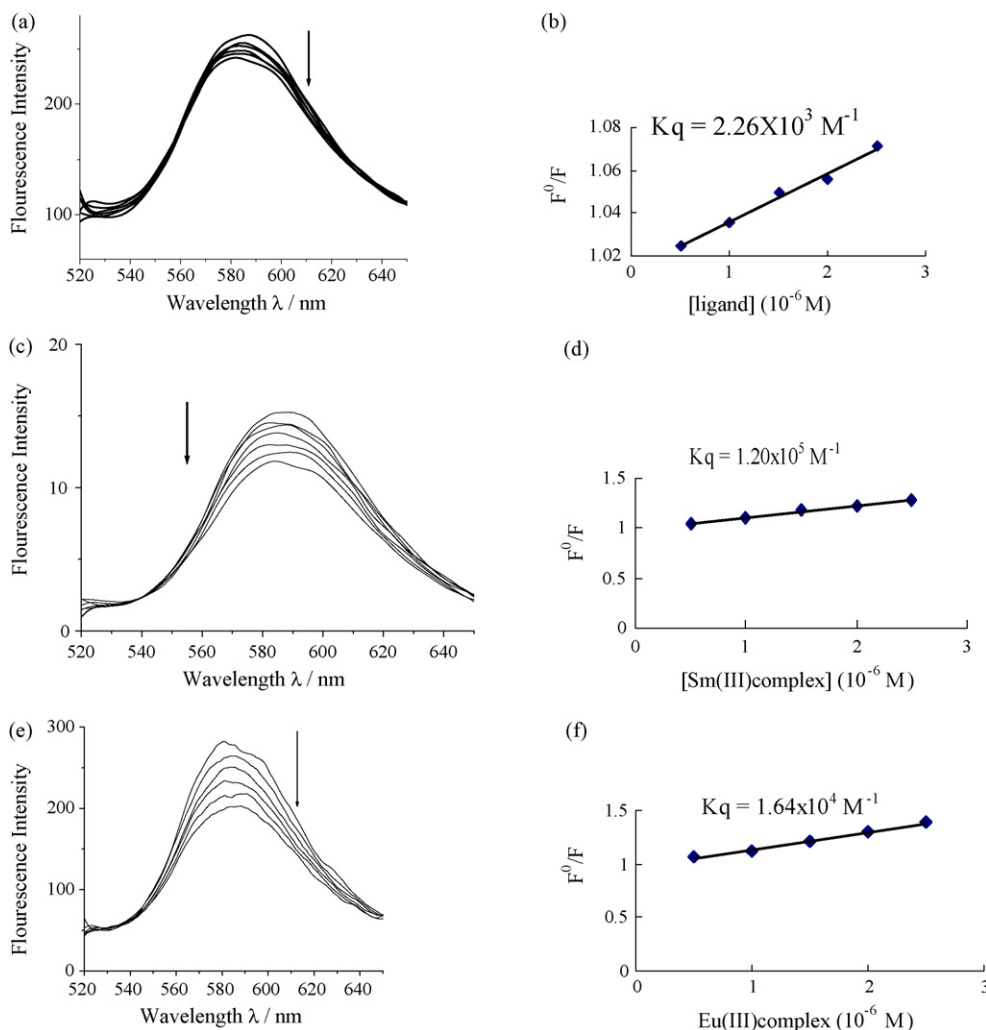 (a)
Flourescence Intensity
200
100
520 540 560 580 600 620 640
Wavelength λ / nm
(b)
Kq = 2.26X10³ M⁻¹
F⁰/F
1.08
1.06
1.04
1.02
0 1 2 3
[ligand] (10⁻⁶ M)
(c)
Flourescence Intensity
20
10
5
0
520 540 560 580 600 620 640
Wavelength λ / nm
(d)
Kq = 1.20x10⁵ M⁻¹
F⁰/F
1.5
1
0.5
0
0 1 2 3
[Sm(III)complex] (10⁻⁶ M)
(e)
Flourescence Intensity
300
200
100
0
520 540 560 580 600 620 640
Wavelength λ / nm
(f)
Kq = 1.64x10⁴ M⁻¹
F⁰/F
1.5
1
0.5
0
0 1 2 3
Eu(III)complex (10⁻⁶ M)